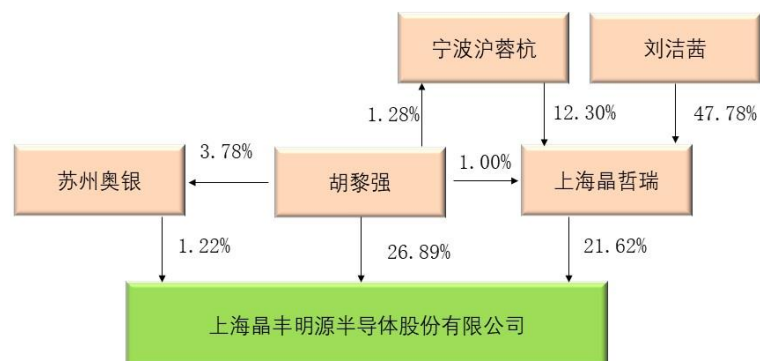 宁波沪蓉杭
刘洁茜
1.28%
12.30%
47.78%
苏州奥银
3.78%
胡黎强
1.00%
上海晶哲瑞
1.22%
26.89%
21.62%
上海晶丰明源半导体股份有限公司